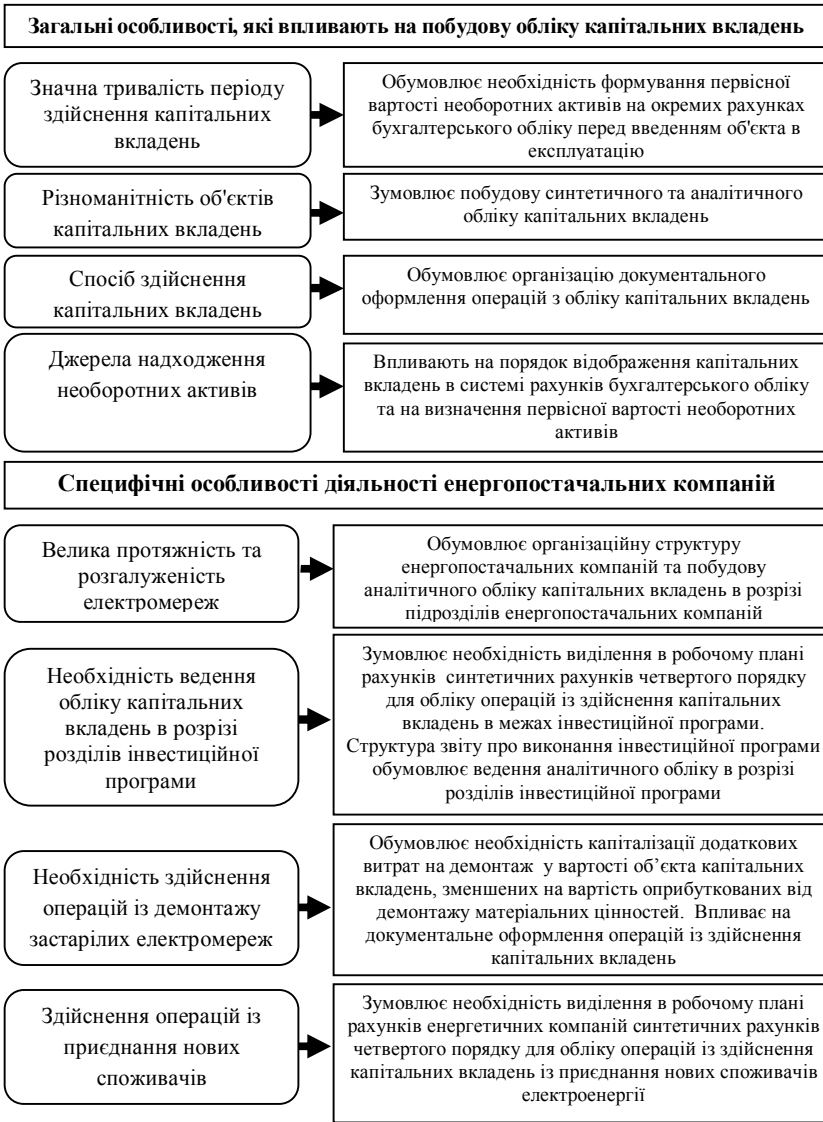 Загальні особливості, які впливають на побудову обліку капітальних вкладень
Значна тривалість періоду
здійснення капітальних
вкладень
Обумовлює необхідність формування первісної
вартості необоротних активів на окремих рахунках
бухгалтерського обліку перед введенням об'єкта в
експлуатацію
Різноманітність об'єктів
капітальних вкладень
Зумовлює побудову синтетичного та аналітичного
обліку капітальних вкладень
Спосіб здійснення
капітальних вкладень
Обумовлює організацію документального
оформлення операцій з обліку капітальних вкладень
Джерела надходження
необоротних активів
Впливають на порядок відображення капітальних
вкладень в системі рахунків бухгалтерського обліку
та на визначення первісної вартості необоротних
активів
Специфічні особливості діяльності енергопостачальних компаній
Велика протяжність та
розгалуженість
електромереж
Обумовлює організаційну структуру
енергопостачальних компаній та побудову
аналітичного обліку капітальних вкладень в розрізі
підрозділів енергопостачальних компаній
Необхідність ведення
обліку капітальних
вкладень в розрізі
розділів інвестиційної
програми
Зумовлює необхідність виділення в робочому плані
рахунків синтетичних рахунків четвертого порядку
для обліку операцій із здійснення капітальних
вкладень в межах інвестиційної програми.
Структура звіту про виконання інвестиційної програми
обумовлює ведення аналітичного обліку в розрізі
розділів інвестиційної програми
Необхідність здійснення
операцій із демонтажу
застарілих електромереж
Обумовлює необхідність капіталізації додаткових
витрат на демонтаж у вартості об’єкта капітальних
вкладень, зменшених на вартість оприбуткованих від
демонтажу матеріальних цінностей. Впливає на
документальне оформлення операцій із здійснення
капітальних вкладень
Здійснення операцій із
приєднання нових
споживачів
Зумовлює необхідність виділення в робочому плані
рахунків енергетичних компаній синтетичних рахунків
четвертого порядку для обліку операцій із здійснення
капітальних вкладень із приєднання нових споживачів
електроенергії